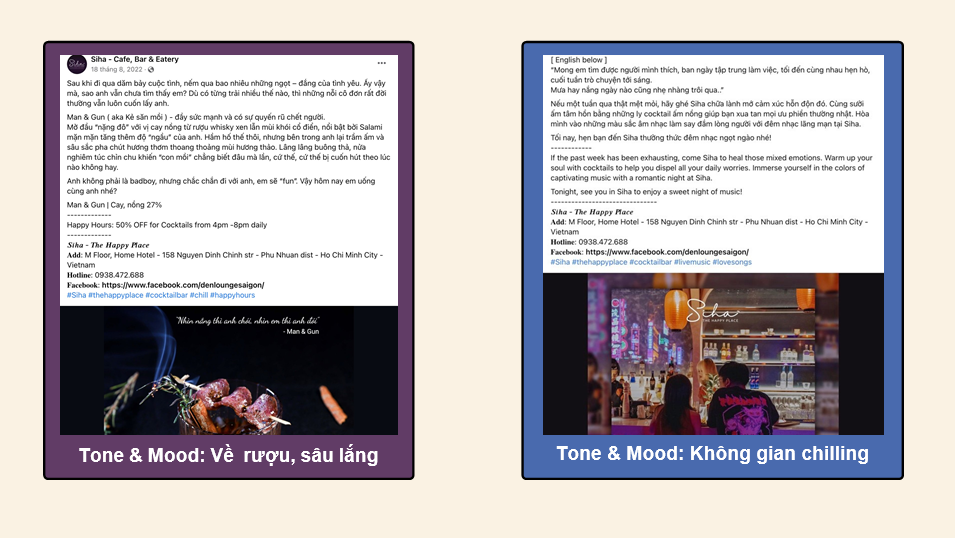 Siha - Cafe, Bar & Eatery
18 tháng 8, 2022 ·
Sau khi đi qua dăm bảy cuộc tình, nếm qua bao nhiêu những ngọt – đắng của tình yêu. Ấy vậy
mà, sao anh vẫn chưa tìm thấy em? Dù có từng trải nhiều thế nào, thì những nỗi cô đơn rất đời
thường vẫn luôn cuốn lấy anh.
Man & Gun ( aka Kẻ săn mồi ) - đầy sức mạnh và có sự quyến rũ chết người.
Mở đầu "nặng đô" với vị cay nồng từ rượu whisky xen lẫn mùi khói cổ điển, nổi bật bởi Salami
mặn mặn tăng thêm độ "ngầu" của anh. Hầm hố thế thôi, nhưng bên trong anh lại trầm ấm và
sâu sắc pha chút hương thơm thoang thoảng mùi hương thảo. Lẳng lặng buông thả, nửa
nghiêm túc chỉn chu khiến "con mồi" chẳng biết đâu mà lần, cứ thế, cứ thế bị cuốn hút theo lúc
nào không hay.
Anh không phải là badboy, nhưng chắc chắn đi với anh, em sẽ "fun". Vậy hôm nay em uống
cùng anh nhé?
Man & Gun | Cay, nồng 27%
-------------
Happy Hours: 50% OFF for Cocktails from 4pm -8pm daily
-------------
Siha - The Happy Place
Add: M Floor, Home Hotel - 158 Nguyen Dinh Chinh str - Phu Nhuan dist - Ho Chi Minh City -
Vietnam
Hotline: 0938.472.688
Facebook: https://www.facebook.com/denloungesaigon/
#Siha #thehappyplace #cocktailbar #chill #happyhours
"Nhìn nắng thì anh chói, nhìn em thì anh đói"
- Man & Gun
Tone & Mood: Về rượu, sâu lắng
[ English below ]
"Mong em tìm được người mình thích, ban ngày tập trung làm việc, tối đến cùng nhau hẹn hò,
cuối tuần trò chuyện tới sáng.
Mưa hay nắng ngày nào cũng nhẹ nhàng trôi qua.."
Nếu một tuần qua thật mệt mỏi, hãy ghé Siha chữa lành mớ cảm xúc hỗn độn đó. Cùng sưởi
ấm tâm hồn bằng những ly cocktail ấm nồng giúp bạn xua tan mọi ưu phiền thường nhật. Hòa
mình vào những màu sắc âm nhạc làm say đắm lòng người với đêm nhạc lãng mạn tại Siha.
Tối nay, hẹn bạn đến Siha thưởng thức đêm nhạc ngọt ngào nhé!
------------
If the past week has been exhausting, come Siha to heal those mixed emotions. Warm up your
soul with cocktails to help you dispel all your daily worries. Immerse yourself in the colors of
captivating music with a romantic night at Siha.
Tonight, see you in Siha to enjoy a sweet night of music!
-------------------------------
Siha - The Happy Place
Add: M Floor, Home Hotel - 158 Nguyen Dinh Chinh str - Phu Nhuan dist - Ho Chi Minh City -
Vietnam
Hotline: 0938.472.688
Facebook: https://www.facebook.com/denloungesaigon/
#Siha #thehappyplace #cocktailbar #livemusic #lovesongs
Siha
THE HAPPY PLACE
Tone & Mood: Không gian chilling